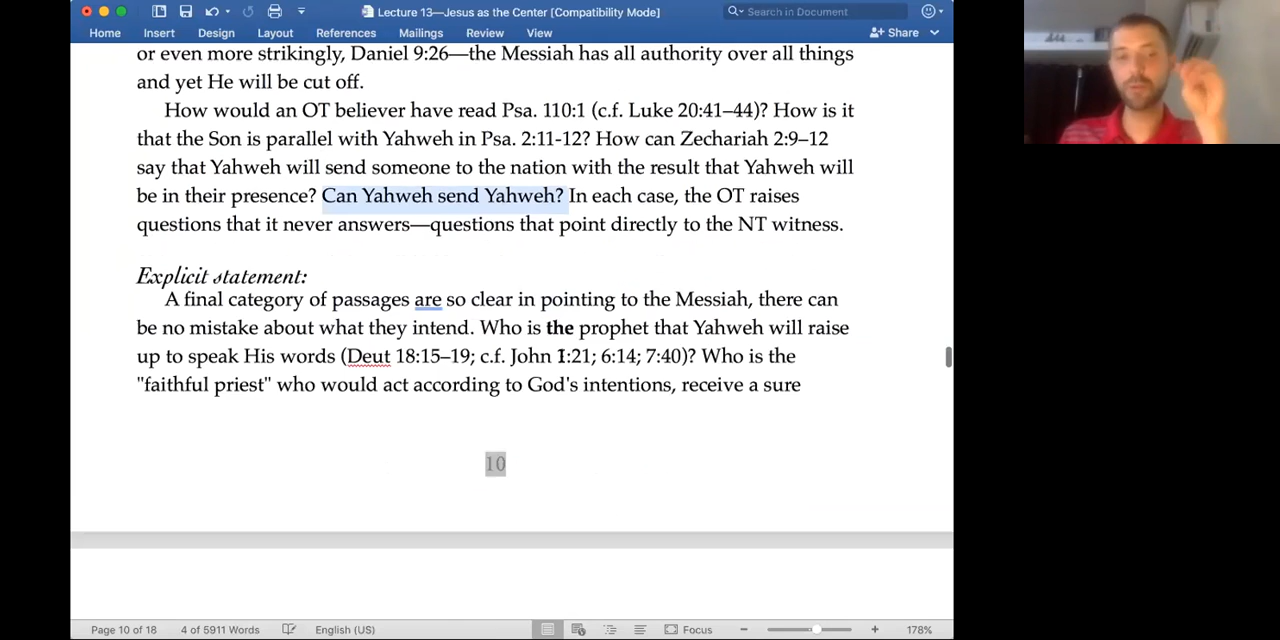 Lecture 13—Jesus as the Center [Compatibility Mode]
Search in Document
Home Insert Design Layout References Mailings Review View Share
or even more strikingly, Daniel 9:26—the Messiah has all authority over all things
and yet He will be cut off.
How would an OT believer have read Psa. 110:1 (c.f. Luke 20:41–44)? How is it
that the Son is parallel with Yahweh in Psa. 2:11-12? How can Zechariah 2:9–12
say that Yahweh will send someone to the nation with the result that Yahweh will
be in their presence? Can Yahweh send Yahweh? In each case, the OT raises
questions that it never answers—questions that point directly to the NT witness.
Explicit statement:
A final category of passages are so clear in pointing to the Messiah, there can
be no mistake about what they intend. Who is the prophet that Yahweh will raise
up to speak His words (Deut 18:15–19; c.f. John 1:21; 6:14; 7:40)? Who is the
"faithful priest" who would act according to God's intentions, receive a sure
10
Page 10 of 18 4 of 5911 Words English (US) Focus 178%